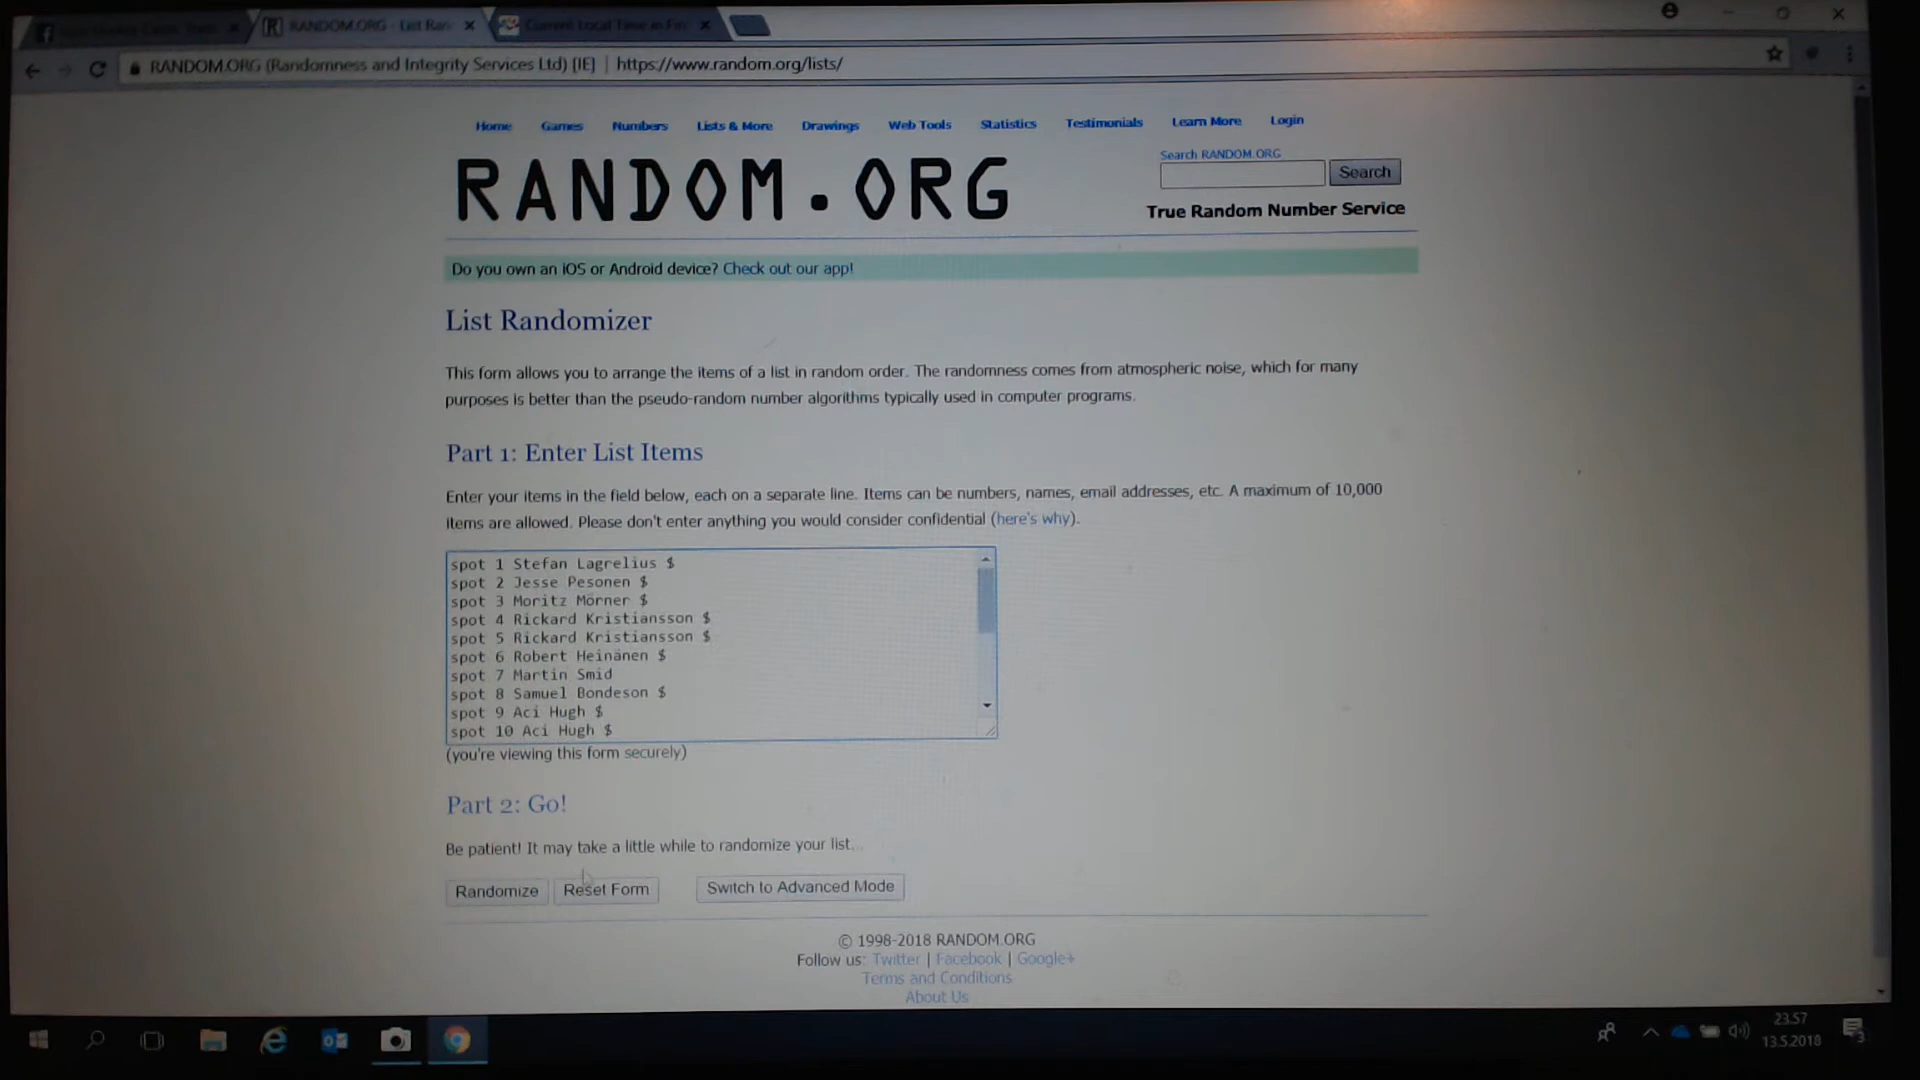 RANDOM.ORG - List Ran
Current Local Time in Fin
RANDOM.ORG (Randomness and Integrity Services Ltd) [IE] | https://www.random.org/lists/
Home Games Numbers Lists & More Drawings Web Tools Statistics Testimonials Learn More Login
RANDOM.ORG
Search RANDOM.ORG
Search
True Random Number Service
Do you own an iOS or Android device? Check out our app!
List Randomizer
This form allows you to arrange the items of a list in random order. The randomness comes from atmospheric noise, which for many
purposes is better than the pseudo-random number algorithms typically used in computer programs.
Part 1: Enter List Items
Enter your items in the field below, each on a separate line. Items can be numbers, names, email addresses, etc. A maximum of 10,000
items are allowed. Please don't enter anything you would consider confidential (here's why).
spot 1 Stefan Lagrelius $
spot 2 Jesse Pesonen $
spot 3 Moritz Mörner $
spot 4 Rickard Kristiansson $
spot 5 Rickard Kristiansson $
spot 6 Robert Heinänen $
spot 7 Martin Smid
spot 8 Samuel Bondeson $
spot 9 Aci Hugh $
spot 10 Aci Hugh $
(you're viewing this form securely)
Part 2: Go!
Be patient! It may take a little while to randomize your list...
Randomize Reset Form Switch to Advanced Mode
© 1998-2018 RANDOM.ORG
Follow us: Twitter | Facebook | Google+
Terms and Conditions
About Us
23.57
13.5.2018